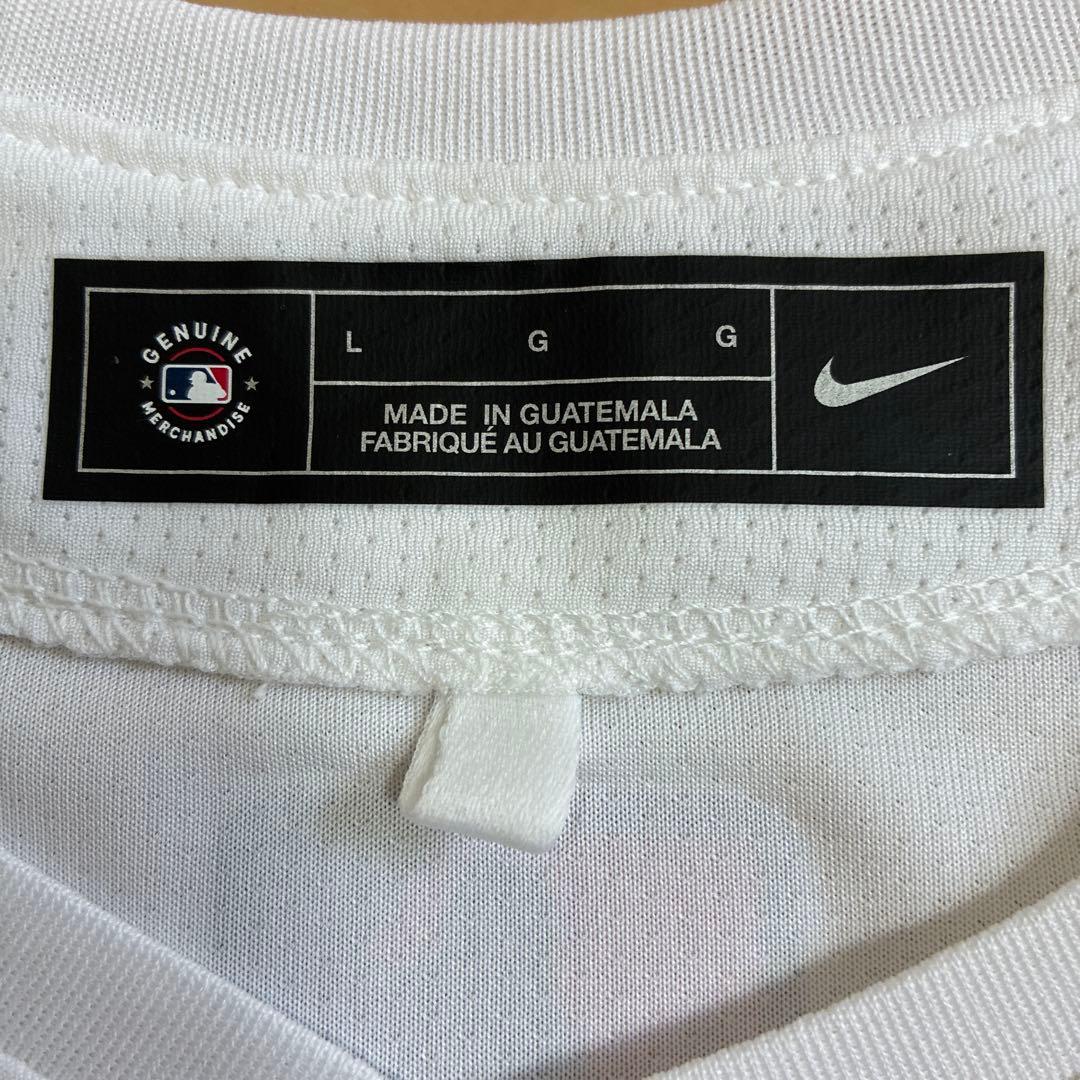 GENUINE
MERCHANDISE
L G G
MADE IN GUATEMALA
FABRIQUÉ AU GUATEMALA